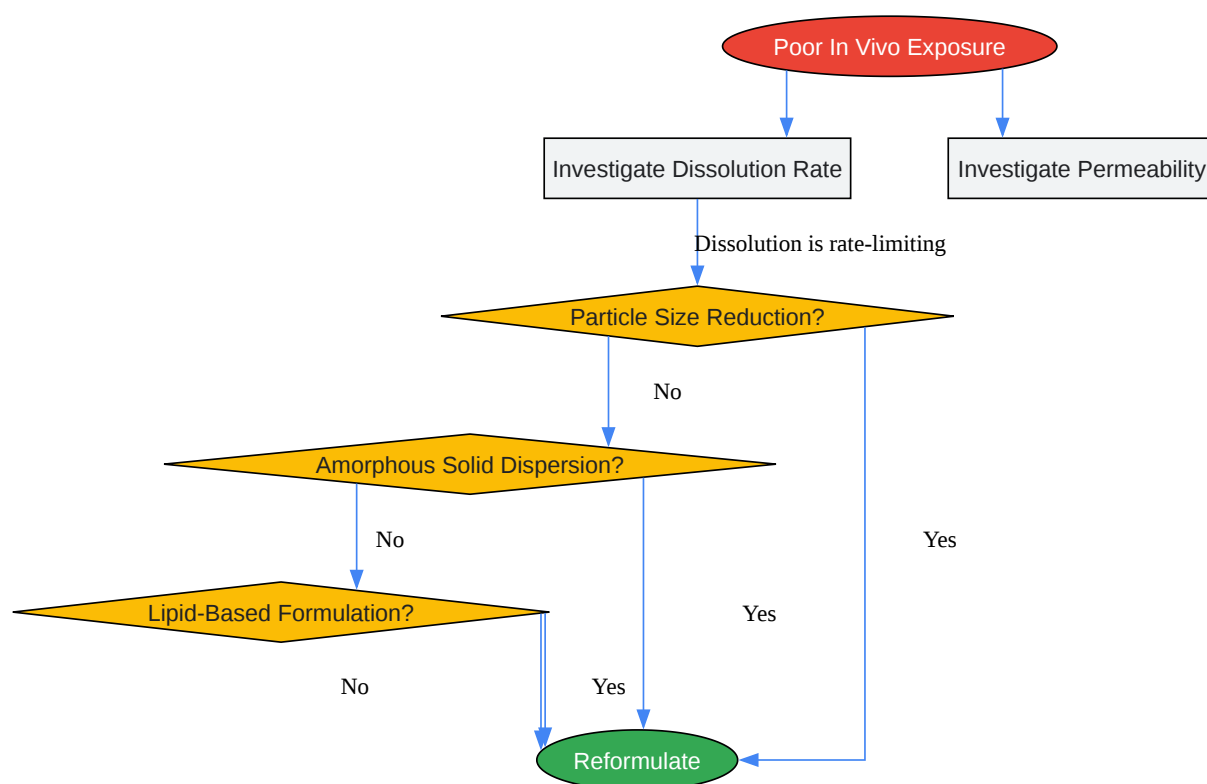 Poor In Vivo Exposure
Investigate Dissolution Rate
Investigate Permeability
Dissolution is rate-limiting
Particle Size Reduction?
No
Amorphous Solid Dispersion?
No
Yes
Lipid-Based Formulation?
Yes
No
Yes
Reformulate